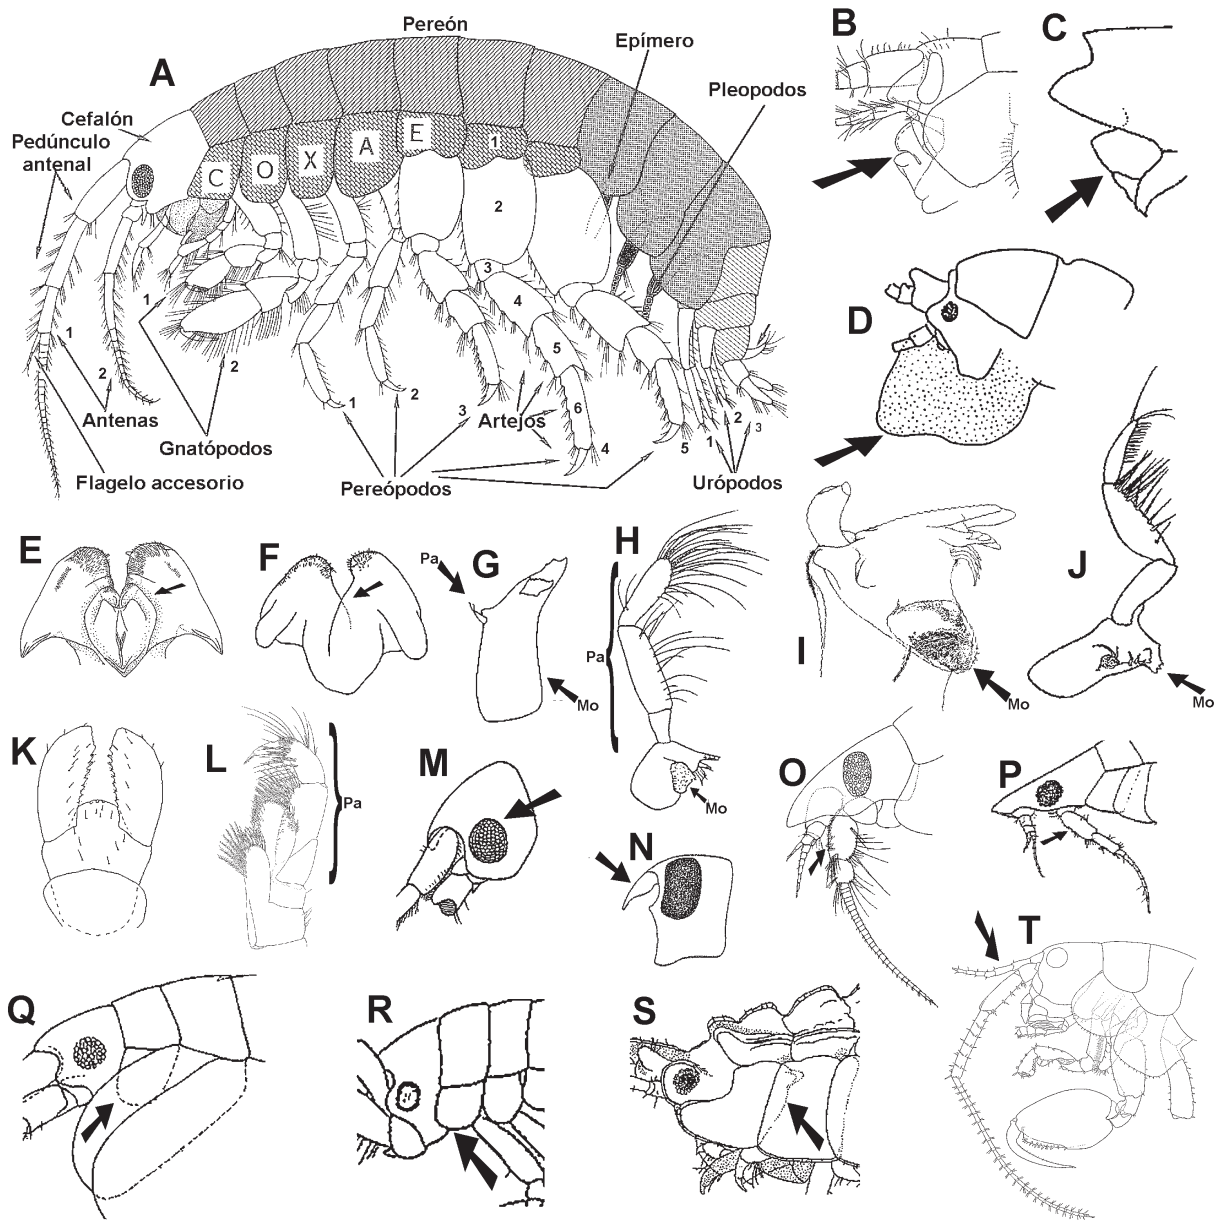 Pereón
A
Epímero
B
C
Pleopodos
Cefalón
Pedúnculo
antenal
C O X A E
1
2
3
4
5
6
1
2
1
2
1
2
3
4
5
1
2
3
Antenas
Gnatópodos
Flagelo accesorio
Pereópodos
Artejos
Urópodos
D
E
F
G
Pa
Mo
H
Pa
Mo
I
Mo
J
Mo
K
L
Pa
M
N
O
P
Q
R
S
T